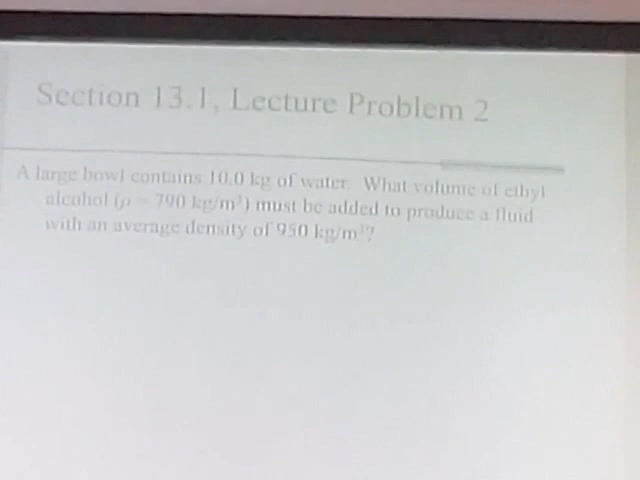 Section 13.1, Lecture Problem 2
A large bowl contains 10.0 kg of water. What volume of ethyl
alcohol (ρ = 790 kg/m³) must be added to produce a fluid
with an average density of 950 kg/m³?